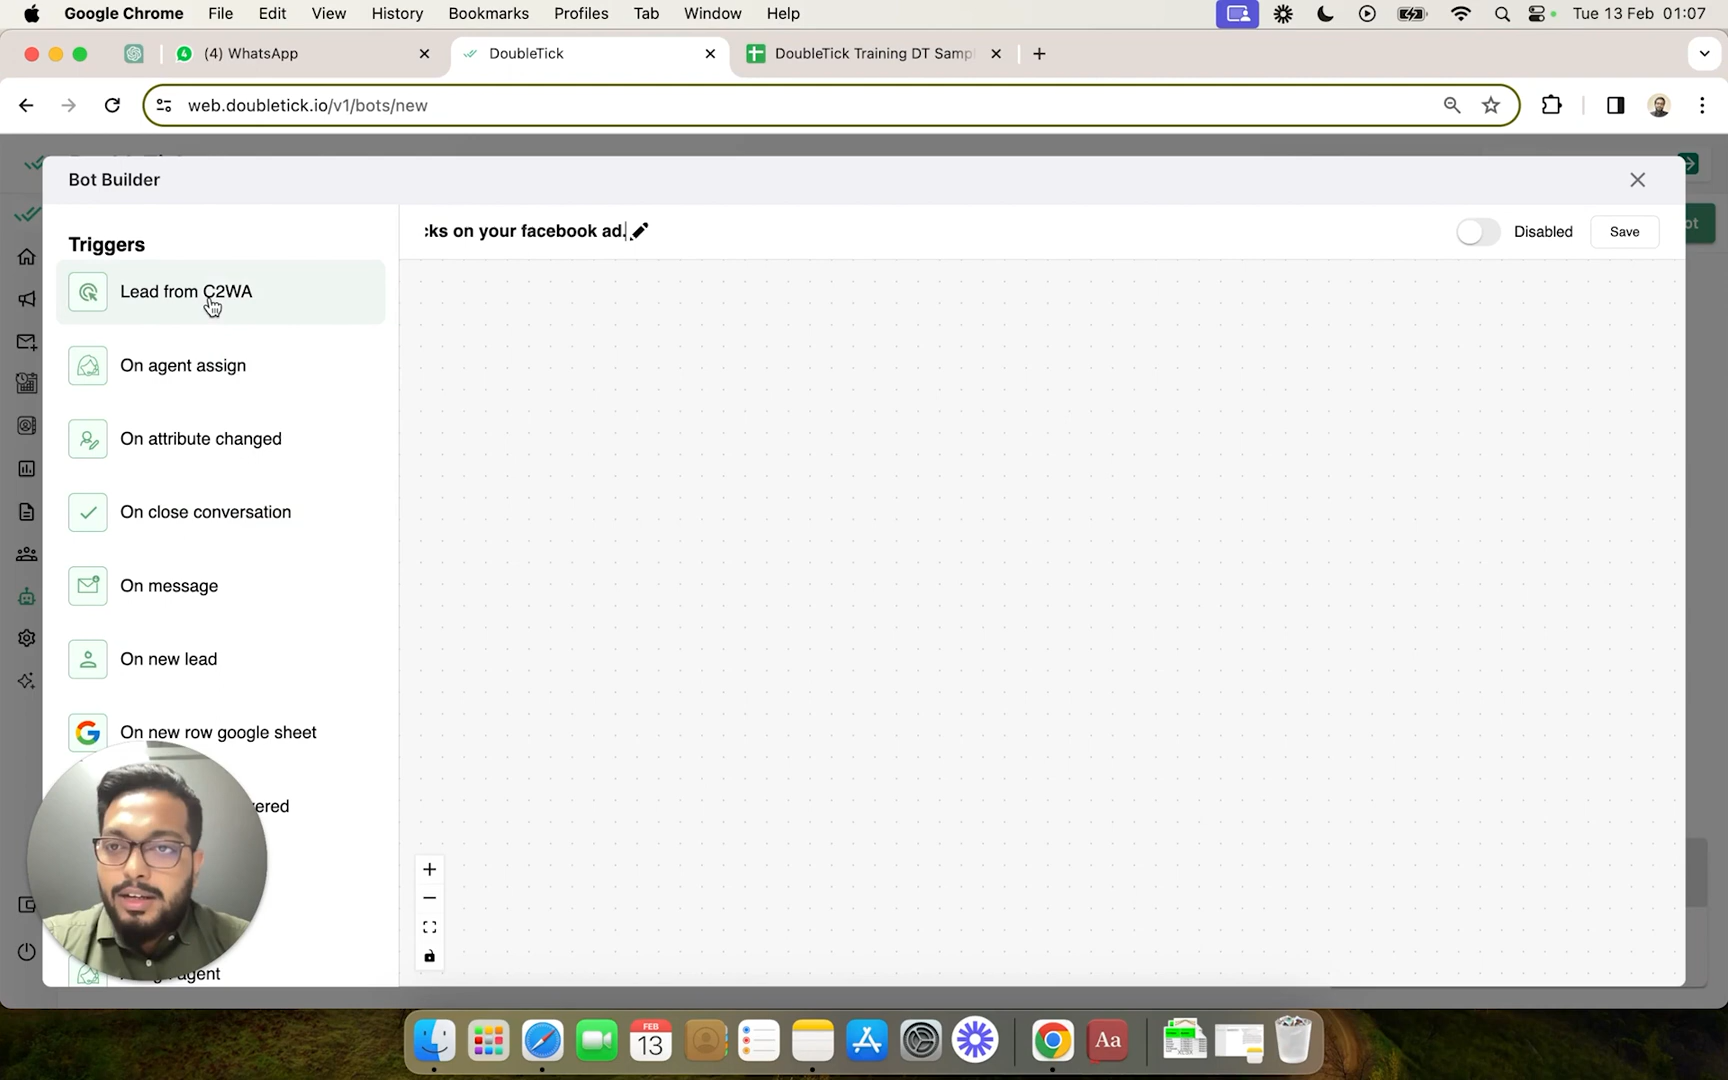 Google Chrome File Edit View History Bookmarks Profiles Tab Window Help Tue 13 Feb 01:07
(4) WhatsApp
DoubleTick
DoubleTick Training DT Samp
web.doubletick.io/v1/bots/new
Bot Builder
Triggers
cks on your facebook ad.
Disabled
Save
Lead from C2WA
On agent assign
On attribute changed
On close conversation
On message
On new lead
On new row google sheet
ered
agent
FEB
13
Aa